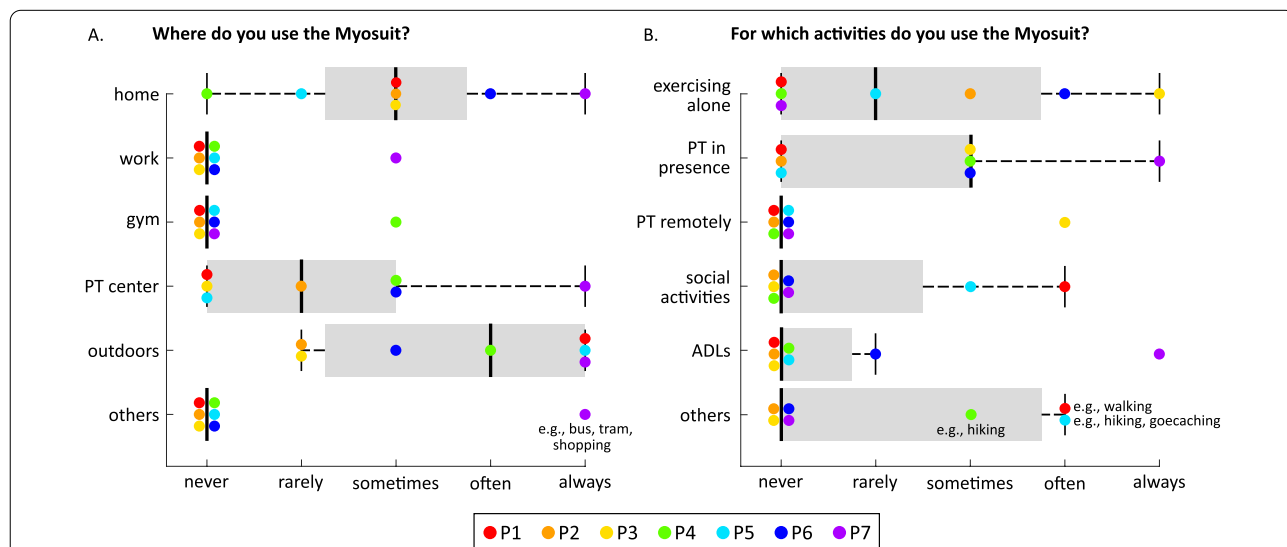 A. Where do you use the Myosuit?
home
work
gym
PT center
outdoors
others
e.g., bus, tram,
shopping
never rarely sometimes often always
B. For which activities do you use the Myosuit?
exercising
alone
PT in
presence
PT remotely
social
activities
ADLs
others
e.g., hiking
e.g., walking
e.g., hiking, goecaching
never rarely sometimes often always
P1 P2 P3 P4 P5 P6 P7